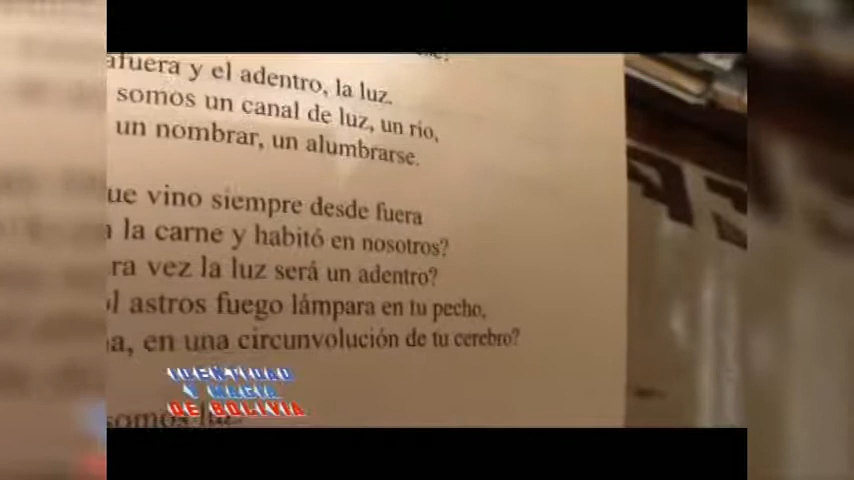 afuera y el adentro, la luz.
somos un canal de luz, un río,
un nombrar, un alumbrarse.
ue vino siempre desde fuera
la carne y habitó en nosotros?
ra vez la luz será un adentro?
l astros fuego lámpara en tu pecho,
a, en una circunvolución de tu cerebro?
somos luz
IDENTIDAD
Y MAGIA
DE BOLIVIA